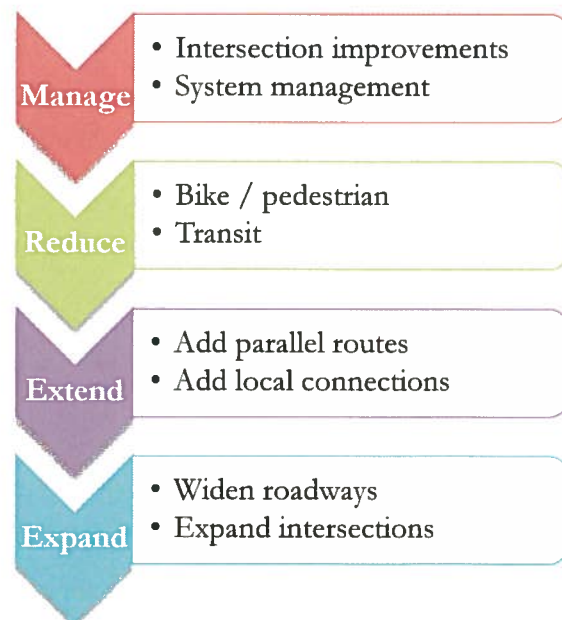 Manage
• Intersection improvements
• System management
Reduce
• Bike / pedestrian
• Transit
Extend
• Add parallel routes
• Add local connections
Expand
• Widen roadways
• Expand intersections